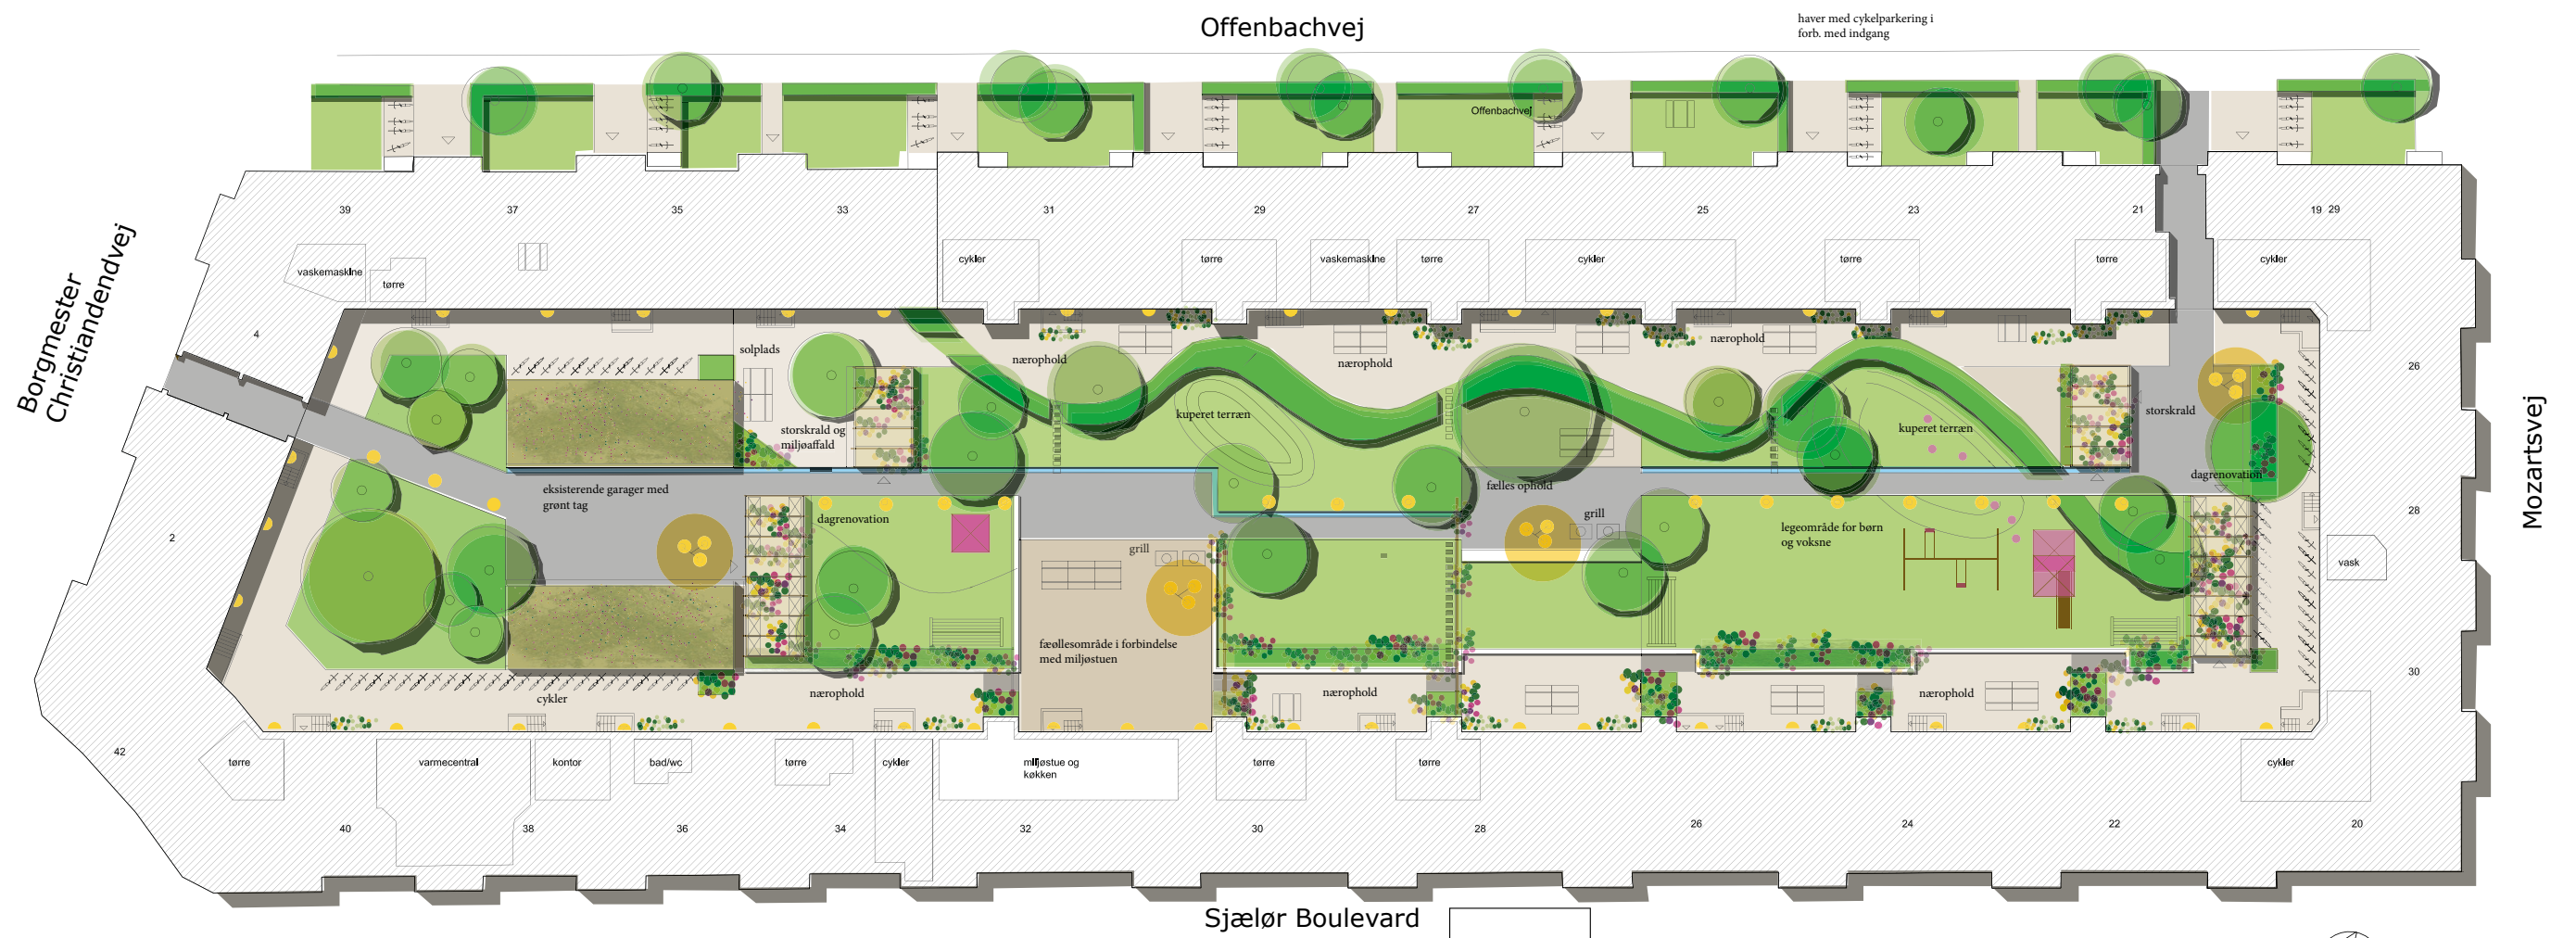 Offenbachvej
haver med cykelparkering i
forb. med indgang
Offenbachvej
39
37
35
33
31
29
27
25
23
21
19 29
vaskemaskIne
tørre
cykler
tørre
vaskemaskIne
tørre
cykler
tørre
tørre
cykler
Borgmester
Christiandendvej
4
2
42
solplads
nærophold
nærophold
nærophold
storskrald og
miljøaffald
kuperet terræn
kuperet terræn
storskrald
26
28
30
Mozartsvej
dagrenovation
eksisterende garager med
grønt tag
dagrenovation
fælles ophold
grill
grill
legeområde for børn
og voksne
vask
fæøllesområde i forbindelse
med miljøstuen
cykler
nærophold
nærophold
nærophold
tørre
varmecentral
kontor
bad/wc
tørre
cykler
miljøstue og
køkken
tørre
tørre
cykler
40
38
36
34
32
30
28
26
24
22
20
Sjælør Boulevard